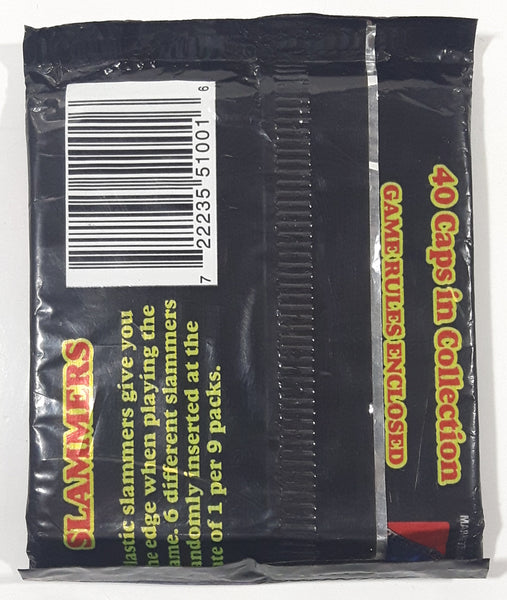 SLAMMERS
lastic slammers give you
e edge when playing the
ame. 6 different slammers
andomly inserted at the
te of 1 per 9 packs.
7 22235 51001 6
40 Caps in Collection
GAME RULES ENCLOSED